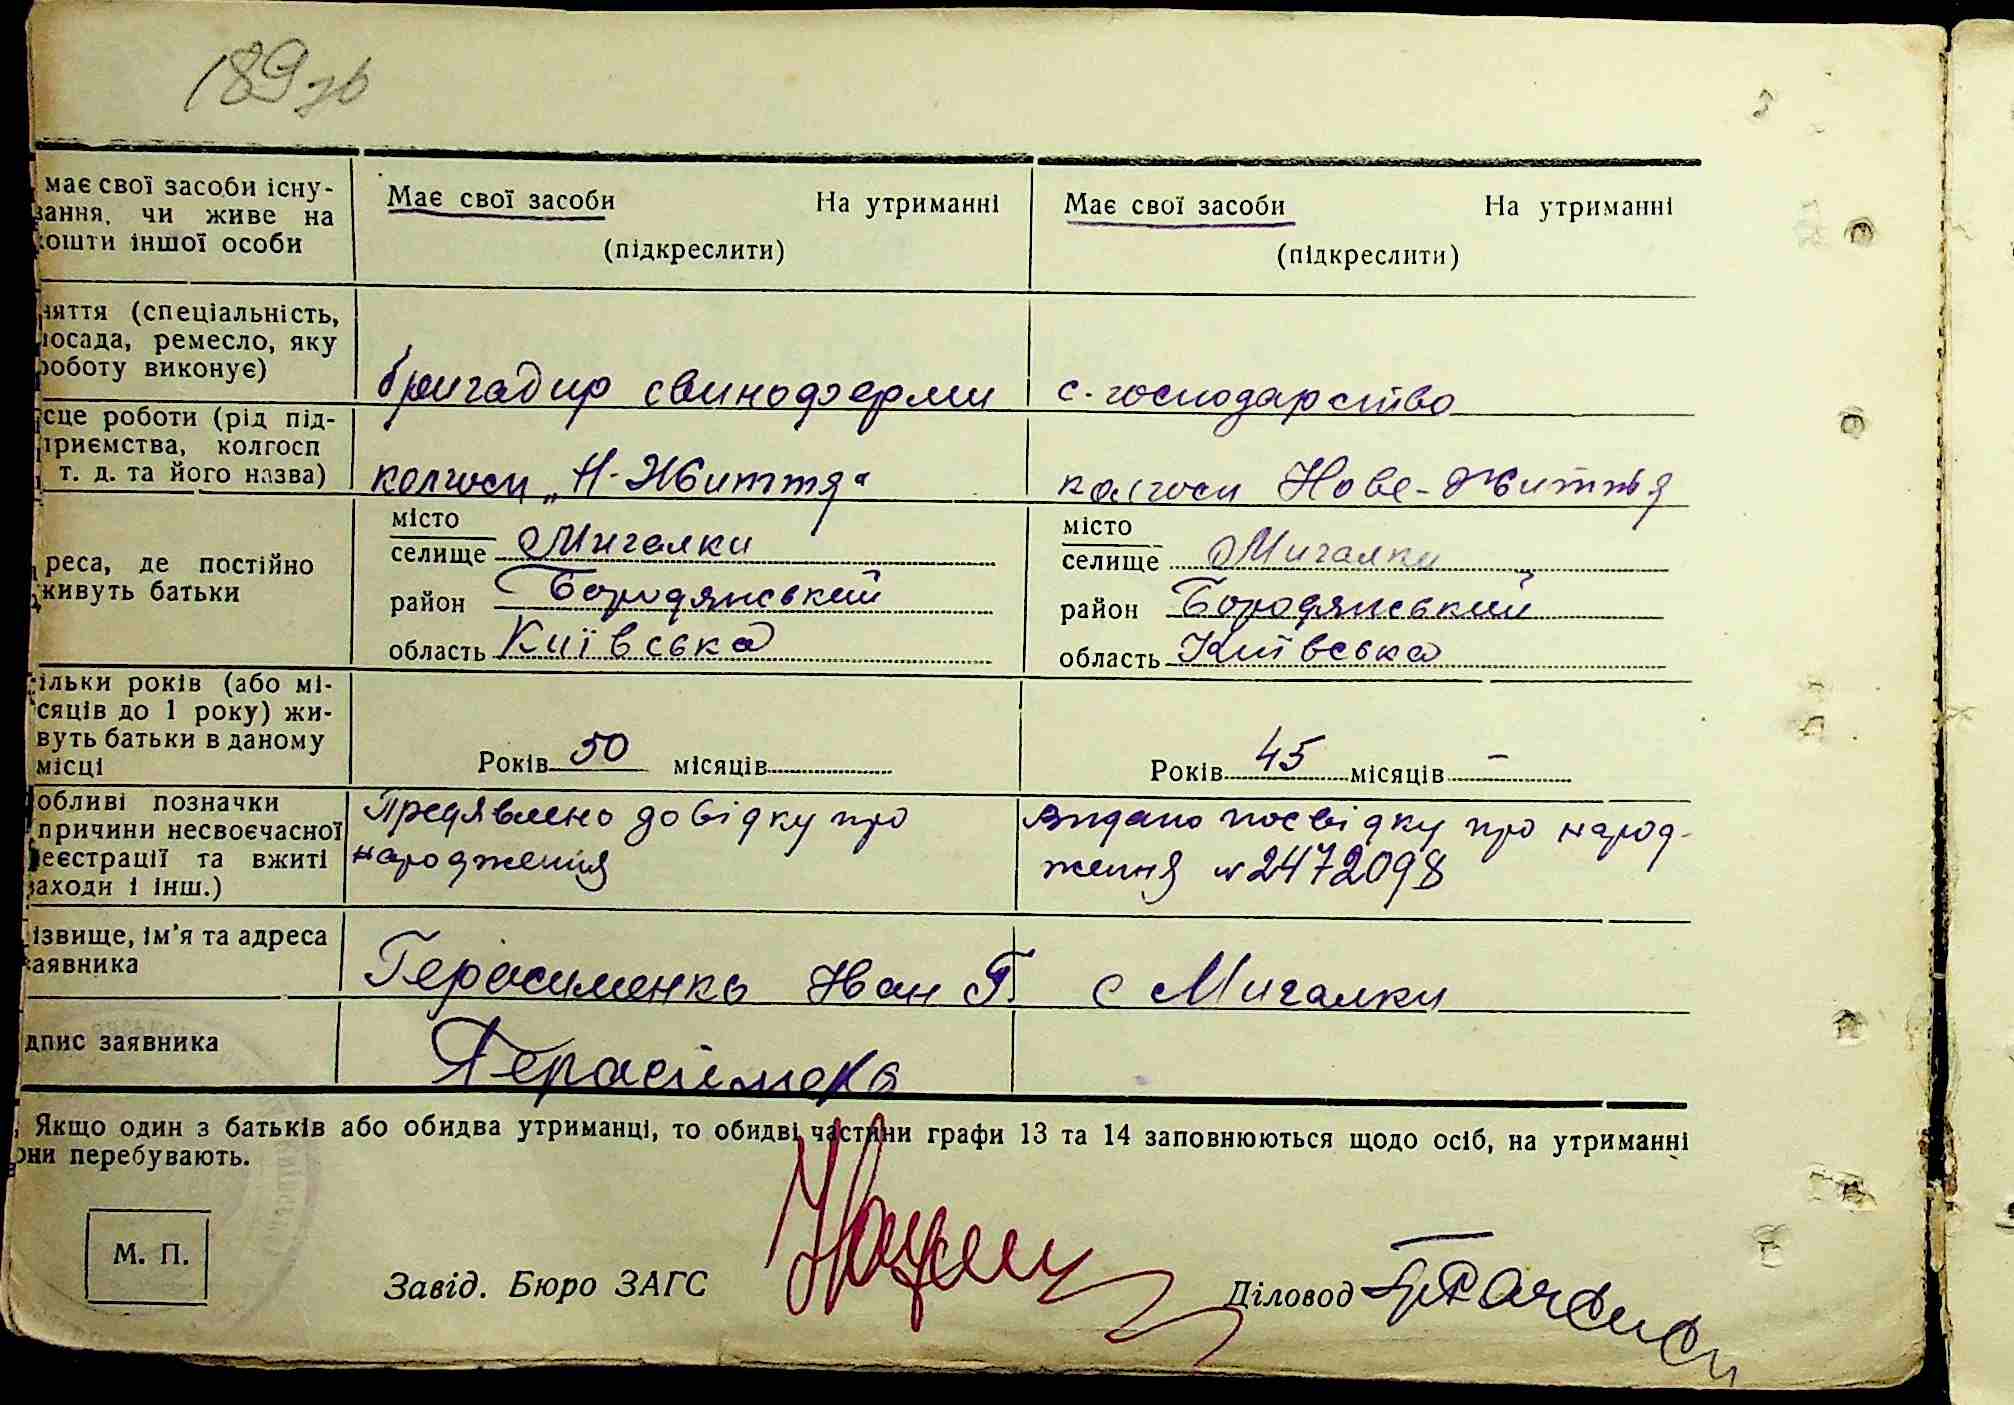 189 зв
має свої засоби існу-
вання, чи живе на
кошти іншої особи
Має свої засоби На утриманні
(підкреслити)
Має свої засоби На утриманні
(підкреслити)
няття (спеціальність,
посада, ремесло, яку
роботу виконує)
бригадир свиноферми
с. господарство
сце роботи (рід під-
приємства, колгосп
т. д. та його назва)
колгосп „Н-Життя"
колгосп Нове-Життя
реса, де постійно
живуть батьки
місто
селище Мигалки
район Бородянський
область Київська
місто
селище Мигалки
район Бородянський
область Київська
ільки років (або мі-
сяців до 1 року) жи-
вуть батьки в даному
місці
Років 50 місяців
Років 45 місяців —
обливі позначки
причини несвоєчасної
реєстрації та вжиті
заходи і інш.)
Предявлено довідку про
народження
Видано посвідку про народ-
ження № 2472098
ізвище, ім'я та адреса
заявника
Герасименко Іван П. с Мигалки
дпис заявника
Якщо один з батьків або обидва утриманці, то обидві частини графи 13 та 14 заповнюються щодо осіб, на утриманні
они перебувають.
М. П.
Завід. Бюро ЗАГС
Діловод